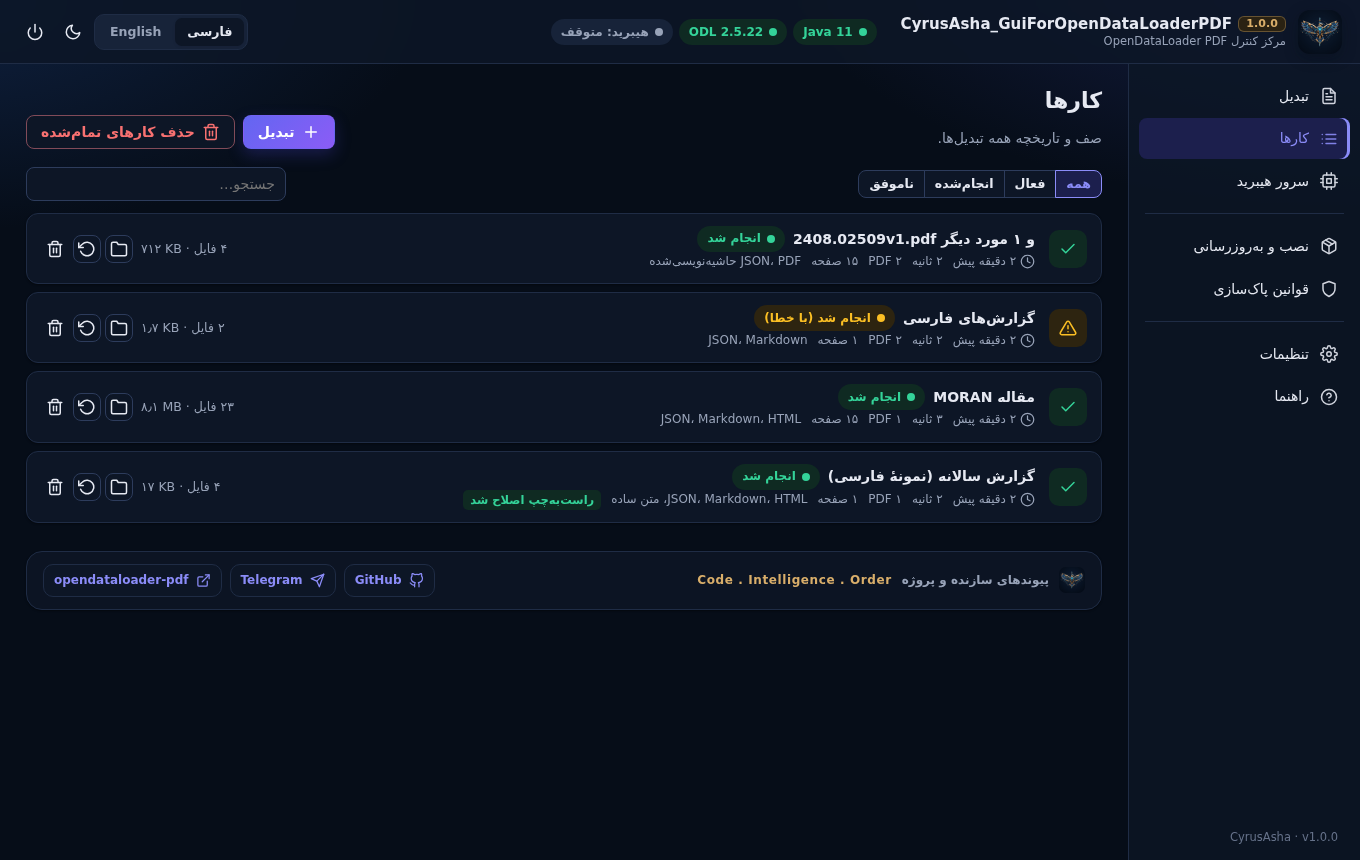 CyrusAsha_GuiForOpenDataLoaderPDF 1.0.0
مرکز کنترل OpenDataLoader PDF
Java 11
ODL 2.5.22
هیبرید: متوقف
فارسی
English
تبدیل
کارها
سرور هیبرید
نصب و به‌روزرسانی
قوانین پاک‌سازی
تنظیمات
راهنما
CyrusAsha · v1.0.0
کارها
صف و تاریخچه همه تبدیل‌ها.
تبدیل
حذف کارهای تمام‌شده
همه
فعال
انجام‌شده
ناموفق
جستجو...
2408.02509v1.pdf و ۱ مورد دیگر
انجام شد
۲ دقیقه پیش ۲ ثانیه ۲ PDF ۱۵ صفحه JSON، PDF حاشیه‌نویسی‌شده
۴ فایل · ۷۱۲ KB
گزارش‌های فارسی
انجام شد (با خطا)
۲ دقیقه پیش ۲ ثانیه ۲ PDF ۱ صفحه JSON، Markdown
۲ فایل · ۱٫۷ KB
مقاله MORAN
انجام شد
۲ دقیقه پیش ۳ ثانیه ۱ PDF ۱۵ صفحه JSON، Markdown، HTML
۲۳ فایل · ۸٫۱ MB
گزارش سالانه (نمونهٔ فارسی)
انجام شد
۲ دقیقه پیش ۲ ثانیه ۱ PDF ۱ صفحه JSON، Markdown، HTML، متن ساده راست‌به‌چپ اصلاح شد
۴ فایل · ۱۷ KB
پیوندهای سازنده و پروژه
Code . Intelligence . Order
GitHub
Telegram
opendataloader-pdf